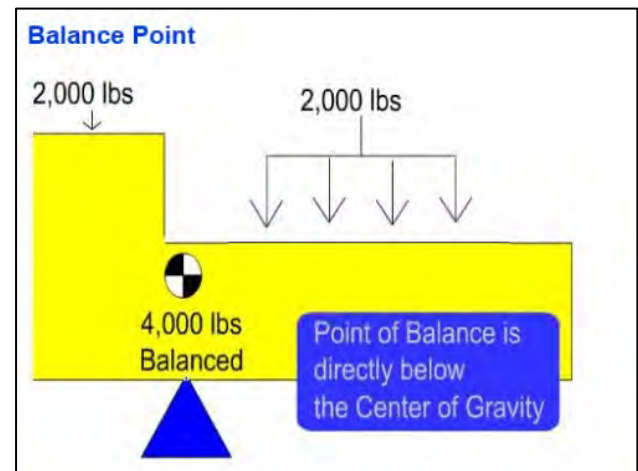 Balance Point
2,000 lbs
2,000 lbs
4,000 lbs
Balanced
Point of Balance is
directly below
the Center of Gravity